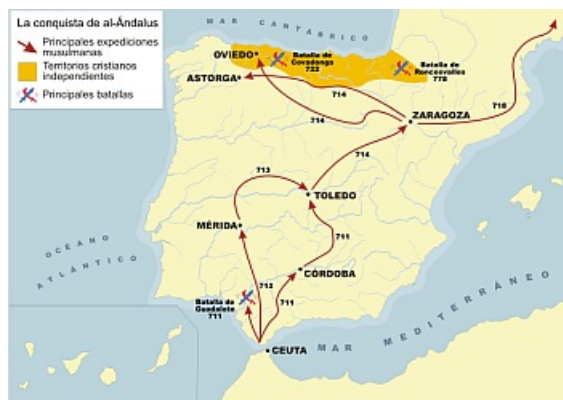 La conquista de al-Ándalus
Principales expediciones
musulmanas
Territorios cristianos
independientes
Principales batallas
MAR CANTÁBRICO
OVIEDO
Batalla de
Covadonga
722
Batalla de
Roncesvalles
778
ASTORGA
714
714
718
ZARAGOZA
714
713
TOLEDO
MÉRIDA
711
OCÉANO
ATLÁNTICO
CÓRDOBA
Batalla de
Guadalete
711
712
711
CEUTA
MAR MEDITERRÁNEO